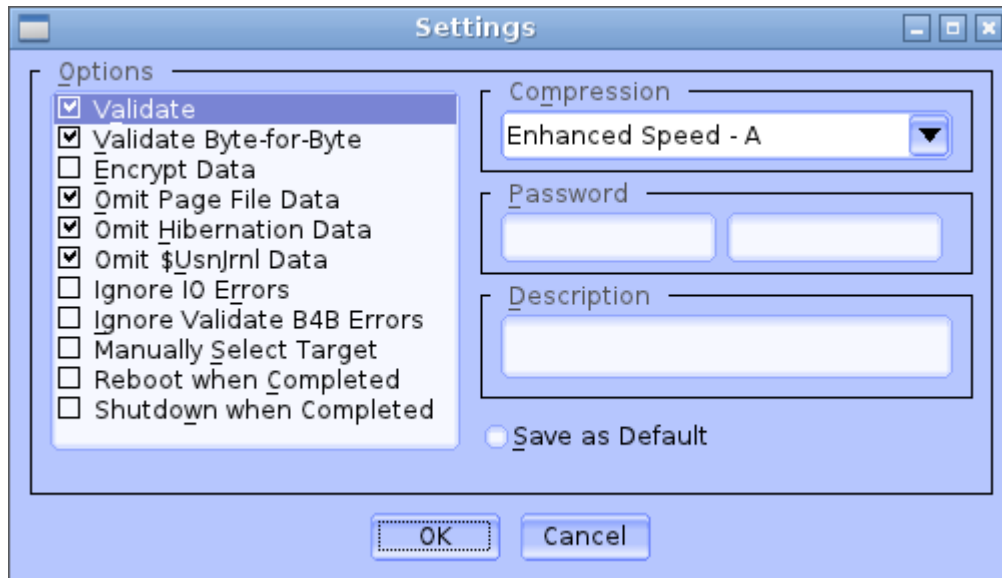 Settings
Options
Validate
Validate Byte-for-Byte
Encrypt Data
Omit Page File Data
Omit Hibernation Data
Omit $UsnJrnl Data
Ignore IO Errors
Ignore Validate B4B Errors
Manually Select Target
Reboot when Completed
Shutdown when Completed
Compression
Enhanced Speed - A
Password
Description
Save as Default
OK
Cancel